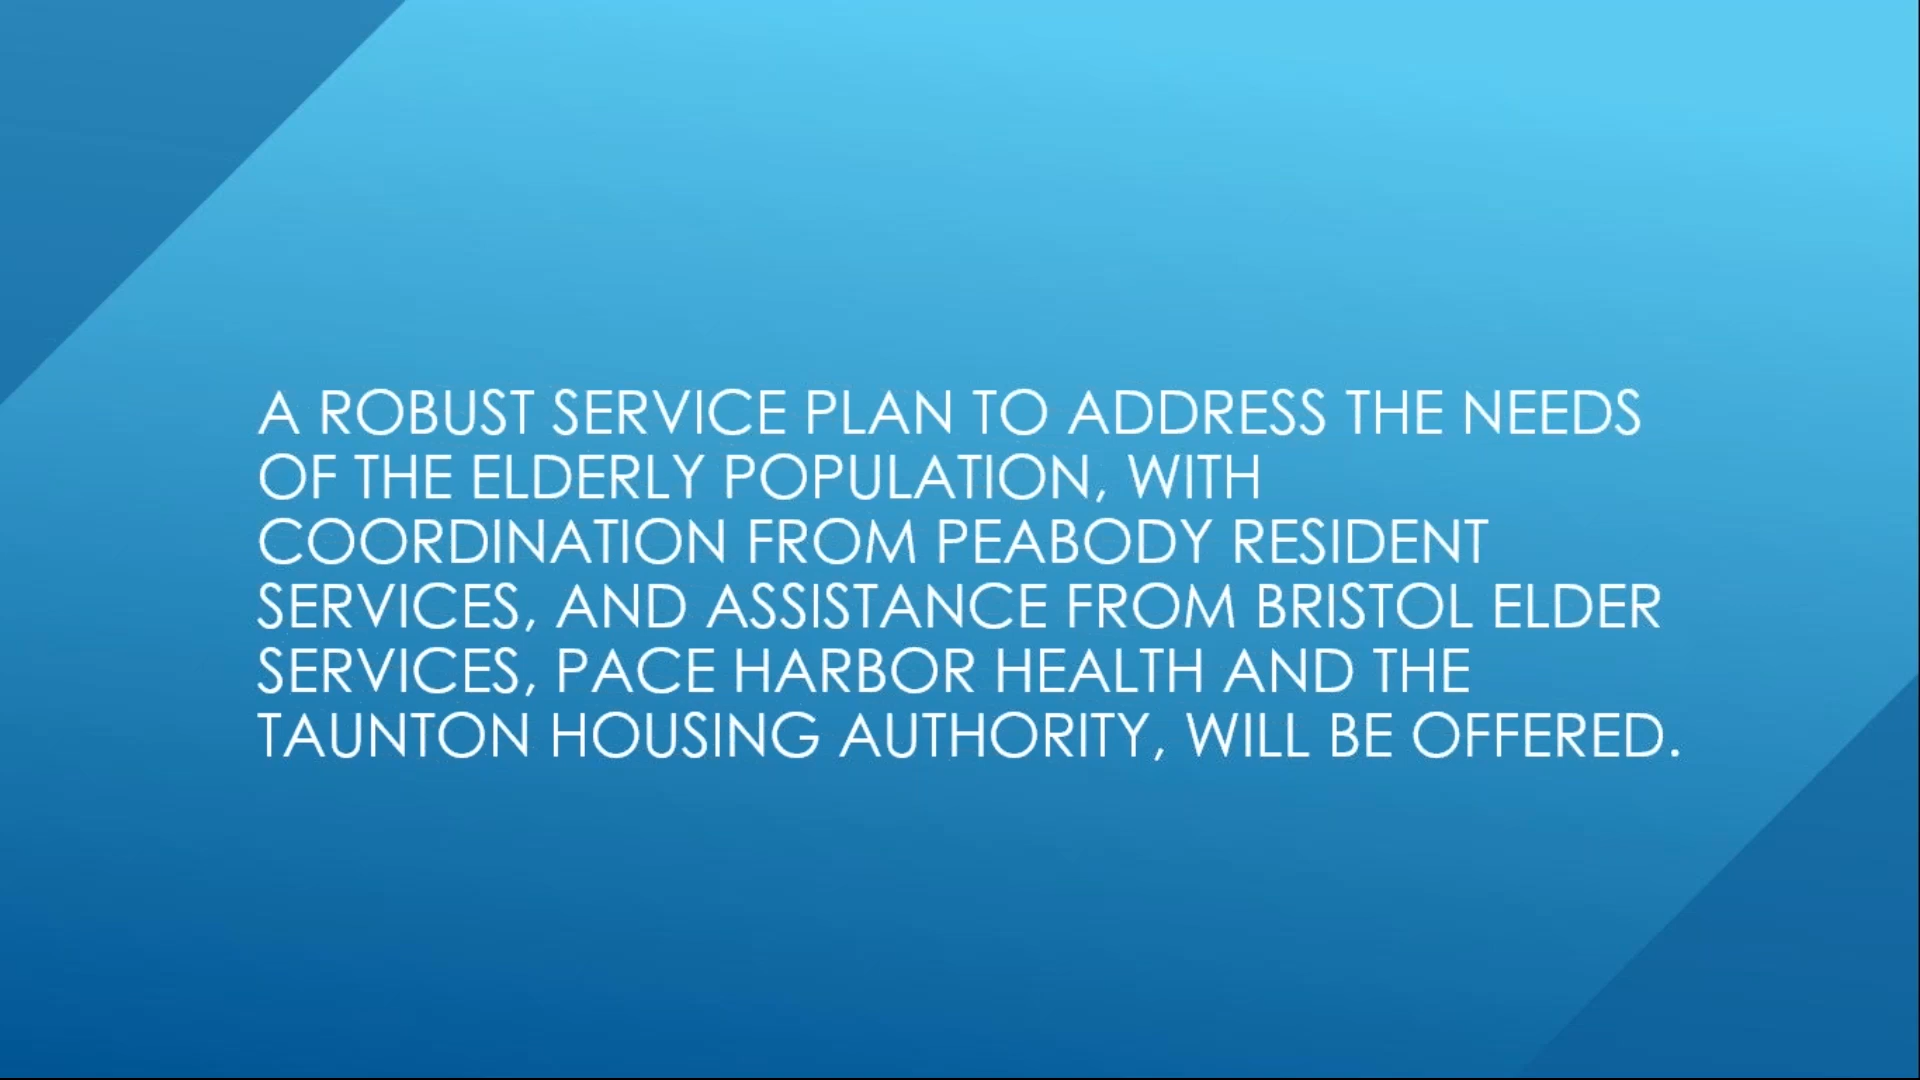 A ROBUST SERVICE PLAN TO ADDRESS THE NEEDS
OF THE ELDERLY POPULATION, WITH
COORDINATION FROM PEABODY RESIDENT
SERVICES, AND ASSISTANCE FROM BRISTOL ELDER
SERVICES, PACE HARBOR HEALTH AND THE
TAUNTON HOUSING AUTHORITY, WILL BE OFFERED.